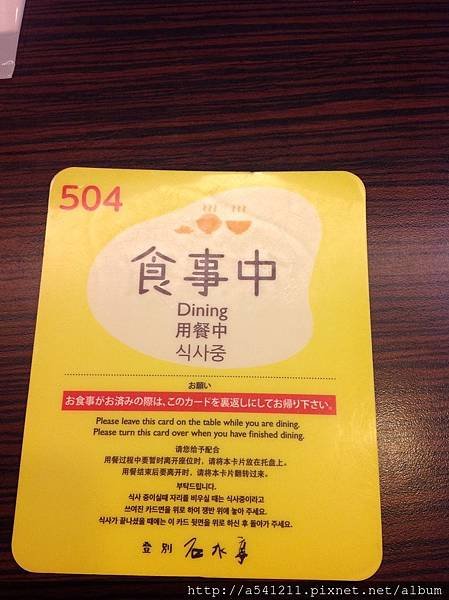 504
食事中
Dining
用餐中
식사중
お願い
お食事がお済みの際は、このカードを裏返しにしてお帰り下さい。
Please leave this card on the table while you are dining.
Please turn this card over when you have finished dining.
请您给予配合
用餐过程中要暂时离开座位时，请将本卡片放在托盘上。
用餐结束后要离开时，请将本卡片翻转过来。
부탁드립니다.
식사 중이실때 자리를 비우실 때는 식사중이라고
쓰여진 카드면을 위로 하여 쟁반 위에 놓아 주세요.
식사가 끝나셨을 때에는 이 카드 뒷면을 위로 하신 후 돌아가 주세요.
登別 石水亭
http://a541211.pixnet.net/album